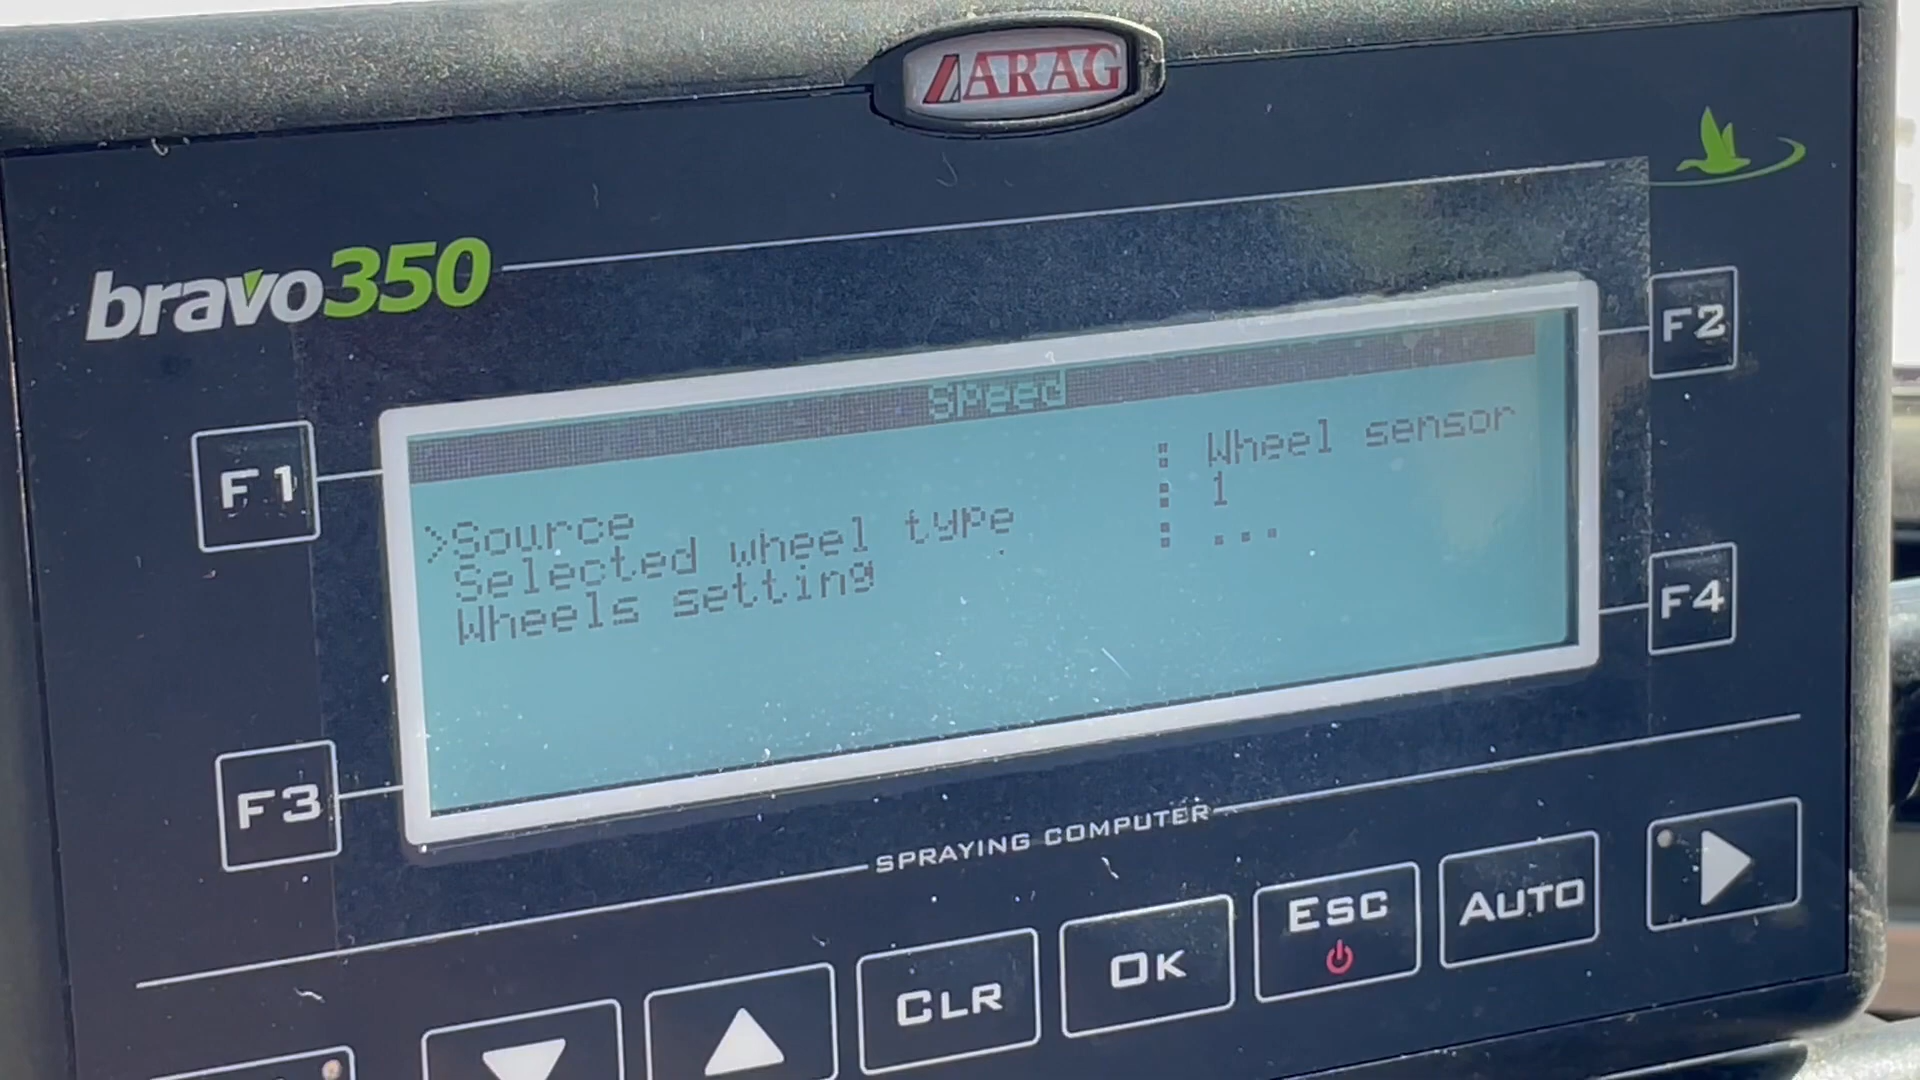 ARAG
bravo350
F2
Speed
F1
>Source : Wheel sensor
Selected wheel type : 1
Wheels setting : ...
F4
F3
SPRAYING COMPUTER
CLR
OK
ESC
AUTO